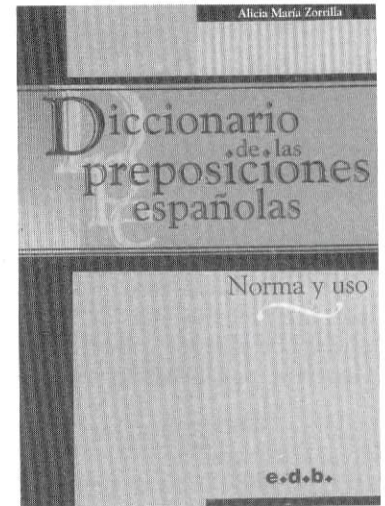 Alicia María Zorrilla
Diccionario
de las
preposiciones
españolas
Norma y uso
e.d.b.